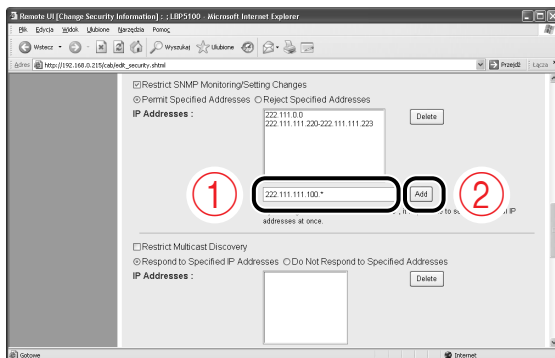 Remote UI [Change Security Information] : ; LBP5100 - Microsoft Internet Explorer
Plik Edycja Widok Ulubione Narzędzia Pomoc
Wstecz Wyszukaj Ulubione
Adres http://192.168.0.215/cab/edt_security.shtml Przejdź Łącza
Restrict SNMP Monitoring/Setting Changes
Permit Specified Addresses Reject Specified Addresses
IP Addresses :
222.111.0.0
222.111.111.220-222.111.111.223
Delete
1 222.111.111.100.* Add 2
IP
addresses at once.
Restrict Multicast Discovery
Respond to Specified IP Addresses Do Not Respond to Specified Addresses
IP Addresses :
Delete
Gotowe Internet